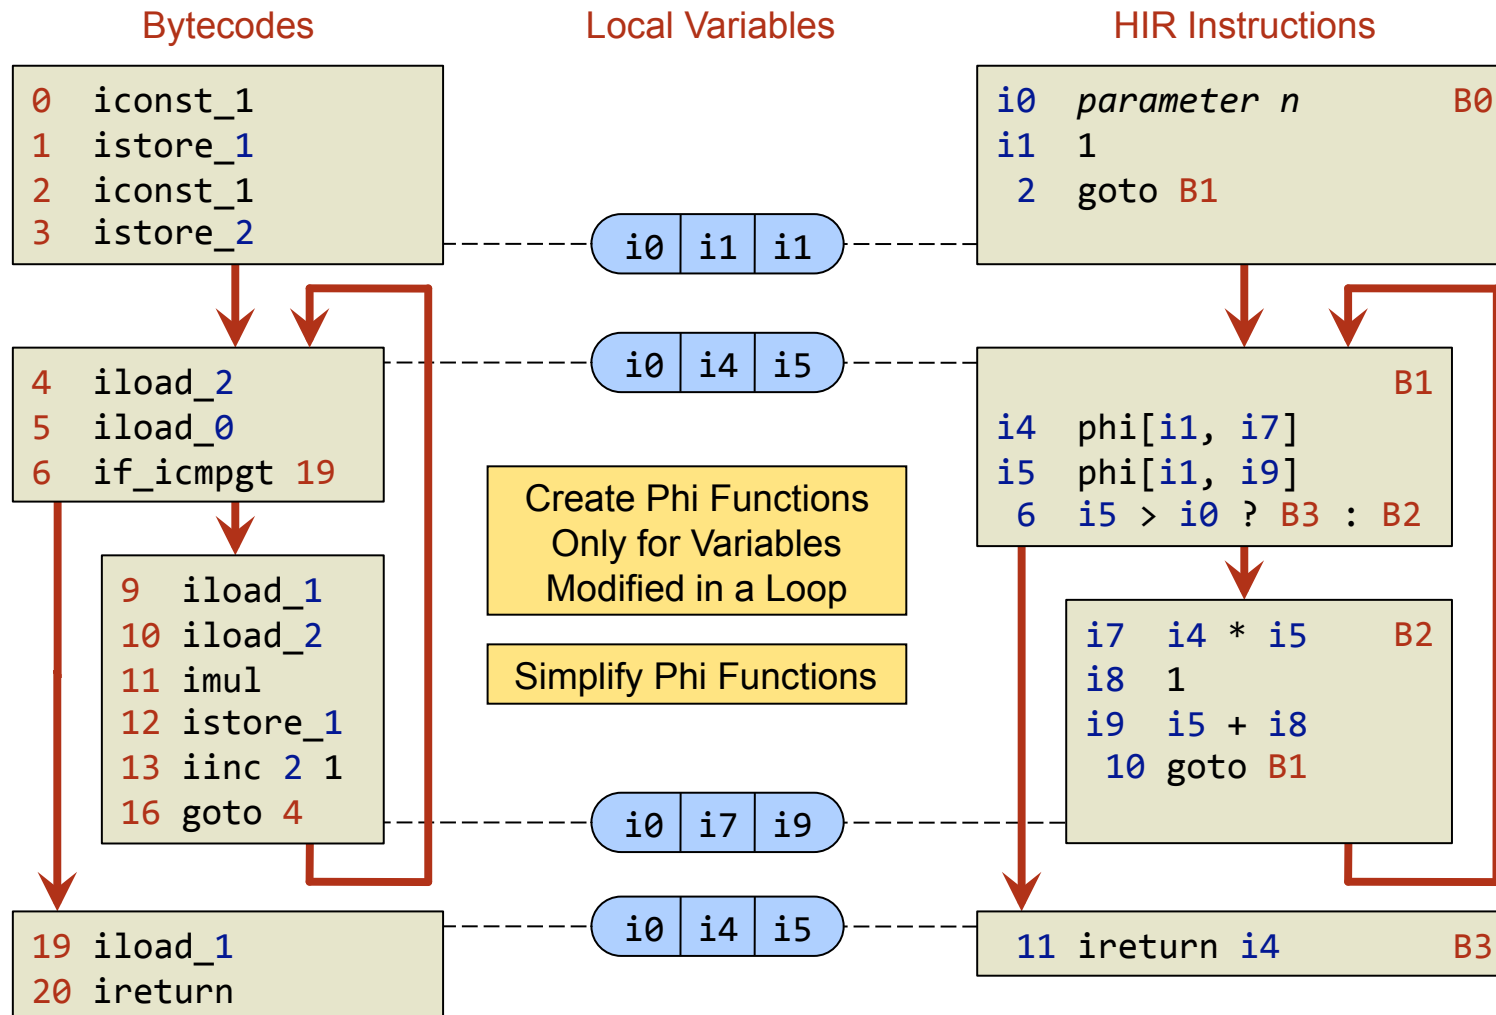 Bytecodes
Local Variables
HIR Instructions
0 iconst_1
1 istore_1
2 iconst_1
3 istore_2
i0 i1 i1
i0 parameter n B0
i1 1
2 goto B1
4 iload_2
5 iload_0
6 if_icmpgt 19
i0 i4 i5
B1
i4 phi[i1, i7]
i5 phi[i1, i9]
6 i5 > i0 ? B3 : B2
Create Phi Functions
Only for Variables
Modified in a Loop
Simplify Phi Functions
9 iload_1
10 iload_2
11 imul
12 istore_1
13 iinc 2 1
16 goto 4
i0 i7 i9
i7 i4 * i5 B2
i8 1
i9 i5 + i8
10 goto B1
19 iload_1
20 ireturn
i0 i4 i5
11 ireturn i4 B3